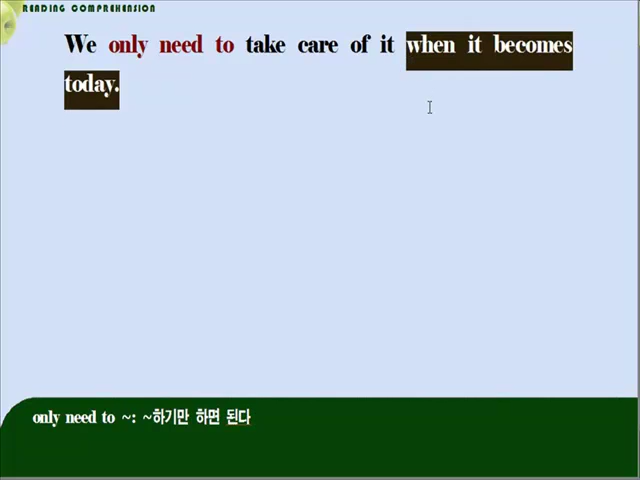 READING COMPREHENSION
We only need to take care of it when it becomes
today.
only need to ~: ~하기만 하면 된다